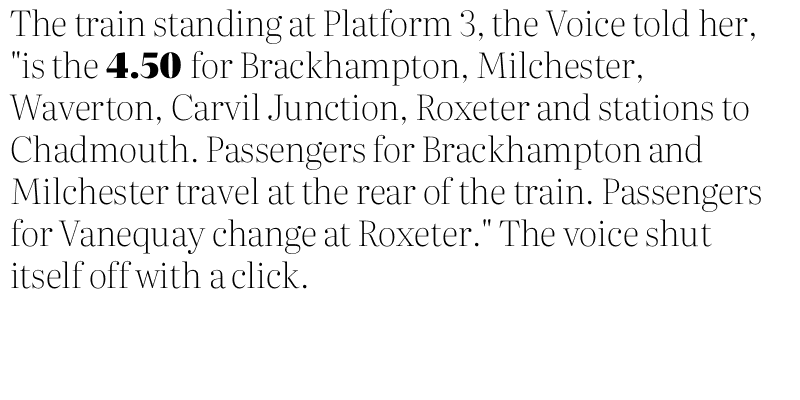 The train standing at Platform 3, the Voice told her,
"is the 4.50 for Brackhampton, Milchester,
Waverton, Carvil Junction, Roxeter and stations to
Chadmouth. Passengers for Brackhampton and
Milchester travel at the rear of the train. Passengers
for Vanequay change at Roxeter." The voice shut
itself off with a click.